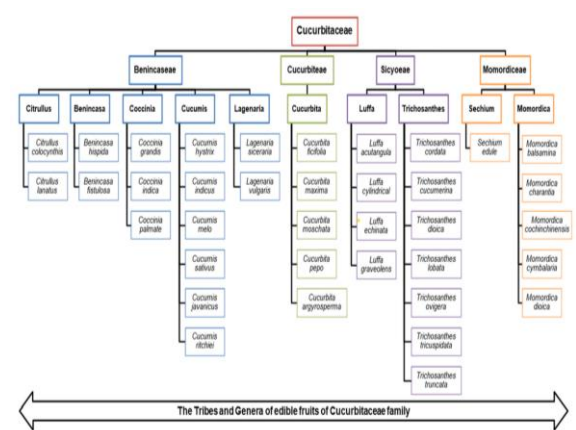 Cucurbitaceae
Benincaseae
Cucurbiteae
Sicyoeae
Momordiceae
Citrullus
Benincasa
Coccinia
Cucumis
Lagenaria
Cucurbita
Luffa
Trichosanthes
Sechium
Momordica
Citrullus
colocynthis
Citrullus
lanatus
Benincasa
hispida
Benincasa
fistulosa
Coccinia
grandis
Coccinia
indica
Coccinia
palmate
Cucumis
hystrix
Cucumis
indicus
Cucumis
melo
Cucumis
sativus
Cucumis
javanicus
Cucumis
ritchiei
Lagenaria
siceraria
Lagenaria
vulgaris
Cucurbita
ficifolia
Cucurbita
maxima
Cucurbita
moschata
Cucurbita
pepo
Cucurbita
argyrosperma
Luffa
acutangula
Luffa
cylindrical
Luffa
echinata
Luffa
graveolens
Trichosanthes
cordata
Trichosanthes
cucumerina
Trichosanthes
dioica
Trichosanthes
lobata
Trichosanthes
ovigera
Trichosanthes
tricuspidata
Trichosanthes
truncata
Sechium
edule
Momordica
balsamina
Momordica
charantia
Momordica
cochinchinensis
Momordica
cymbalaria
Momordica
dioica
The Tribes and Genera of edible fruits of Cucurbitaceae family